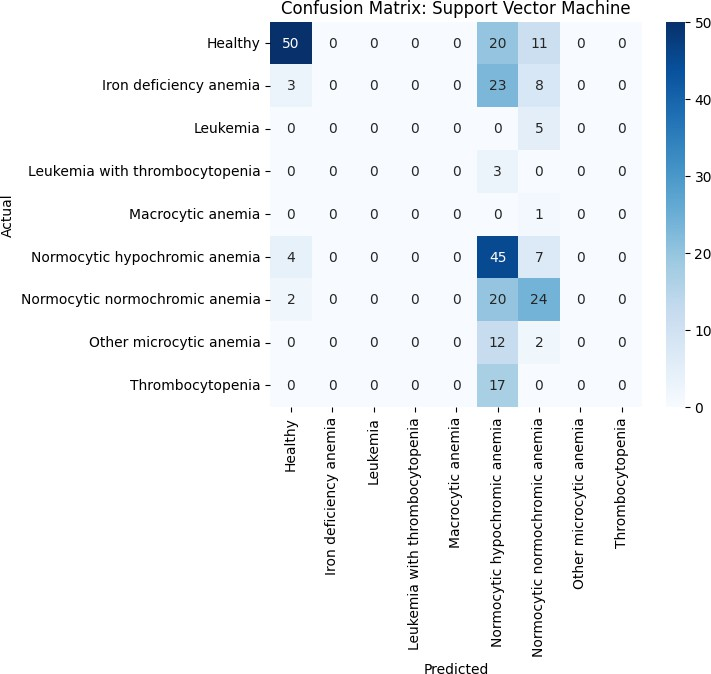 Confusion Matrix: Support Vector Machine
Actual
Healthy 50 0 0 0 0 20 11 0 0
Iron deficiency anemia 3 0 0 0 0 23 8 0 0
Leukemia 0 0 0 0 0 0 5 0 0
Leukemia with thrombocytopenia 0 0 0 0 0 3 0 0 0
Macrocytic anemia 0 0 0 0 0 0 1 0 0
Normocytic hypochromic anemia 4 0 0 0 0 45 7 0 0
Normocytic normochromic anemia 2 0 0 0 0 20 24 0 0
Other microcytic anemia 0 0 0 0 0 12 2 0 0
Thrombocytopenia 0 0 0 0 0 17 0 0 0
Healthy
Iron deficiency anemia
Leukemia
Leukemia with thrombocytopenia
Macrocytic anemia
Normocytic hypochromic anemia
Normocytic normochromic anemia
Other microcytic anemia
Thrombocytopenia
Predicted
50
40
30
20
10
0